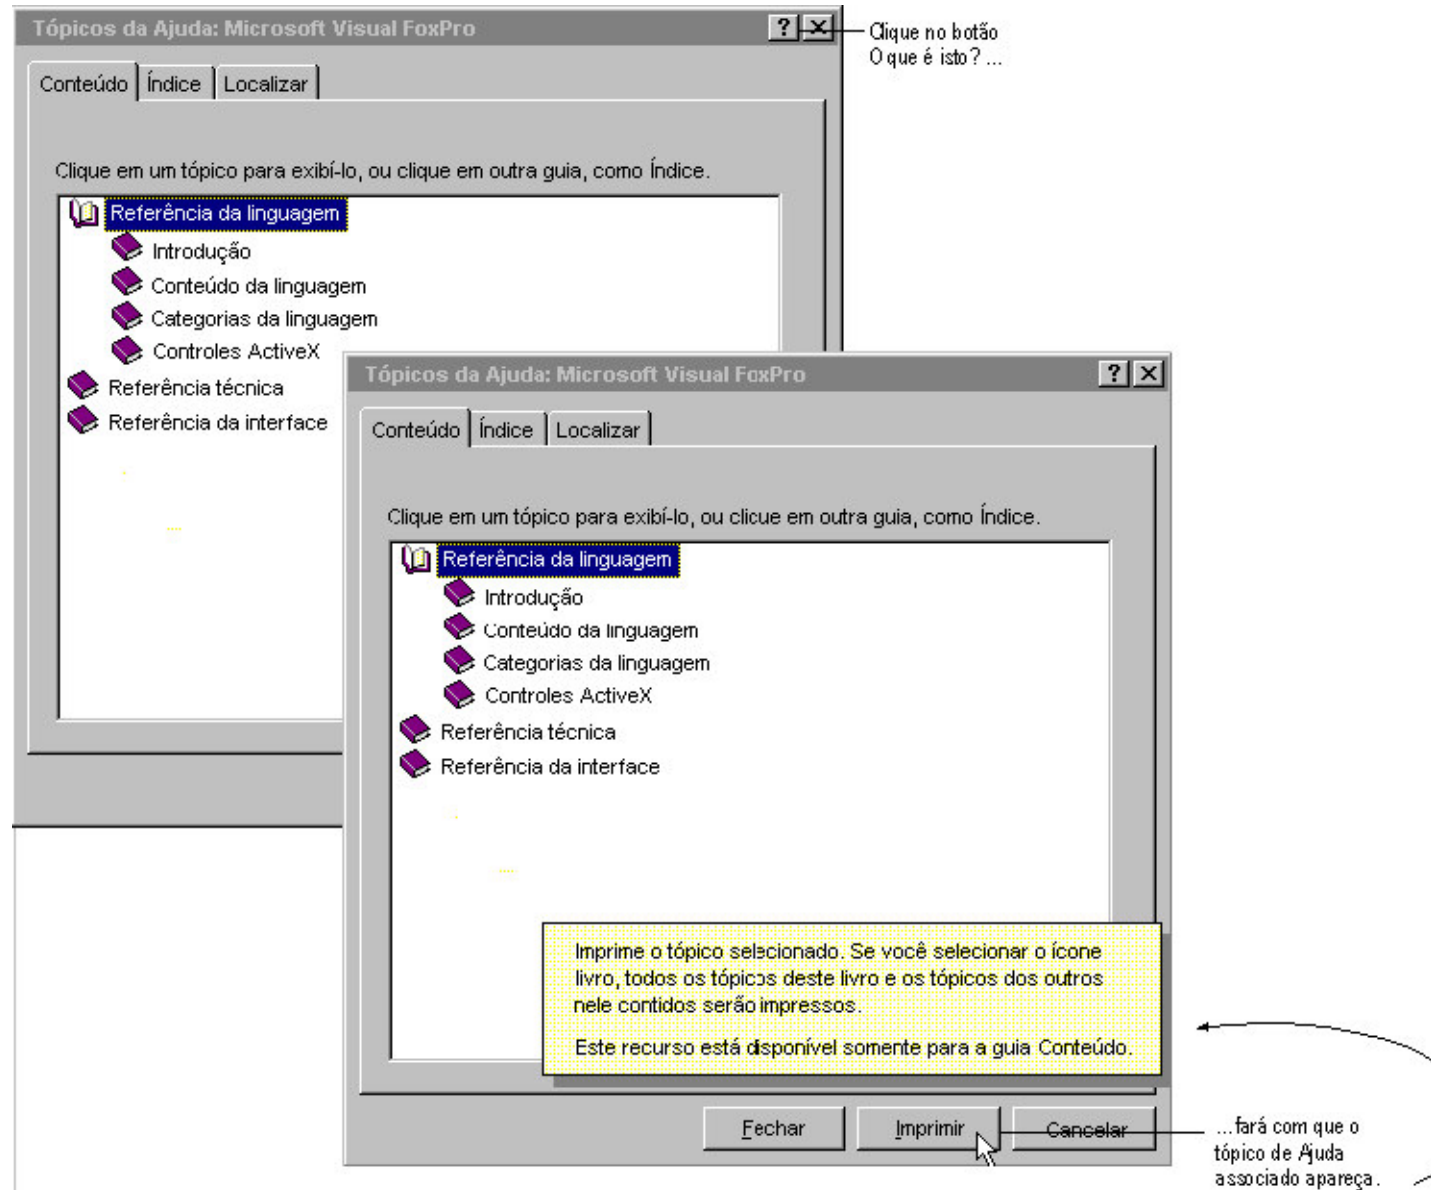 Tópicos da Ajuda: Microsoft Visual FoxPro
Clique no botão
O que é isto? ...
Conteúdo Índice Localizar
Clique em um tópico para exibí-lo, ou clique em outra guia, como Índice.
Referência da linguagem
Introdução
Conteúdo da linguagem
Categorias da linguagem
Controles ActiveX
Referência técnica
Referência da interface
Tópicos da Ajuda: Microsoft Visual FoxPro
Conteúdo Índice Localizar
Clique em um tópico para exibí-lo, ou clicue em outra guia, como Índice.
Referência da linguagem
Introdução
Conteúdo da linguagem
Categorias da linguagem
Controles ActiveX
Referência técnica
Referência da interface
Imprime o tópico selecionado. Se você selecionar o ícone
livro, todos os tópicos deste livro e os tópicos dos outros
nele contidos serão impressos.
Este recurso está disponível somente para a guia Conteúdo.
Fechar Imprimir Cancelar
...fará com que o
tópico de Ajuda
associado apareça.